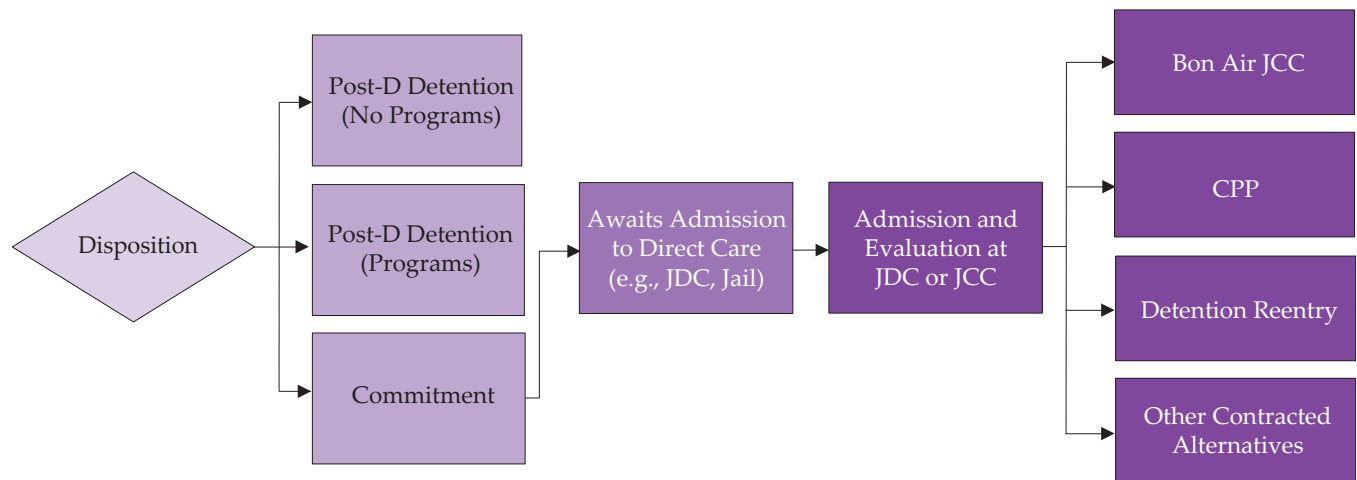 Disposition
Post-D Detention
(No Programs)
Post-D Detention
(Programs)
Commitment
Awaits Admission
to Direct Care
(e.g., JDC, Jail)
Admission and
Evaluation at
JDC or JCC
Bon Air JCC
CPP
Detention Reentry
Other Contracted
Alternatives